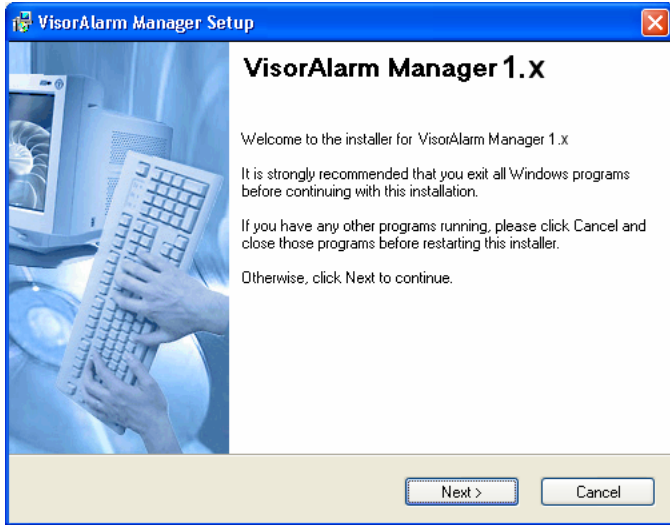 VisorAlarm Manager Setup
VisorAlarm Manager 1.x
Welcome to the installer for VisorAlarm Manager 1.x
It is strongly recommended that you exit all Windows programs
before continuing with this installation.
If you have any other programs running, please click Cancel and
close those programs before restarting this installer.
Otherwise, click Next to continue.
Next >
Cancel